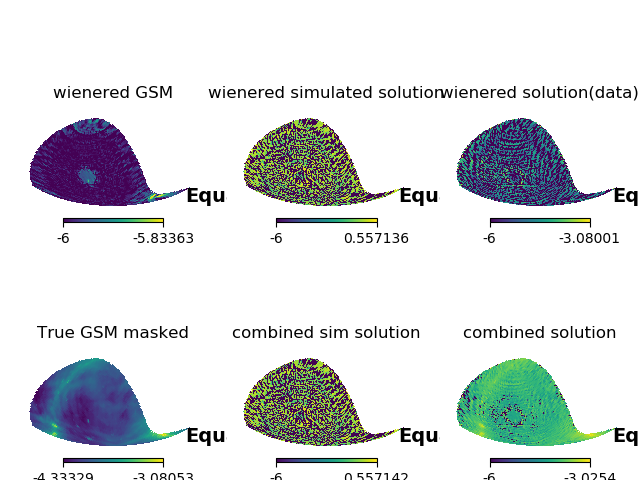 wienered GSM
wienered simulated solution
wienered solution(data)
Equ
Equ
Eq
-6 -5.83363
-6 0.557136
-6 -3.08001
True GSM masked
combined sim solution
combined solution
Equ
Equ
Eq
-4.33329 -3.08053
-6 0.557142
-6 -3.0254